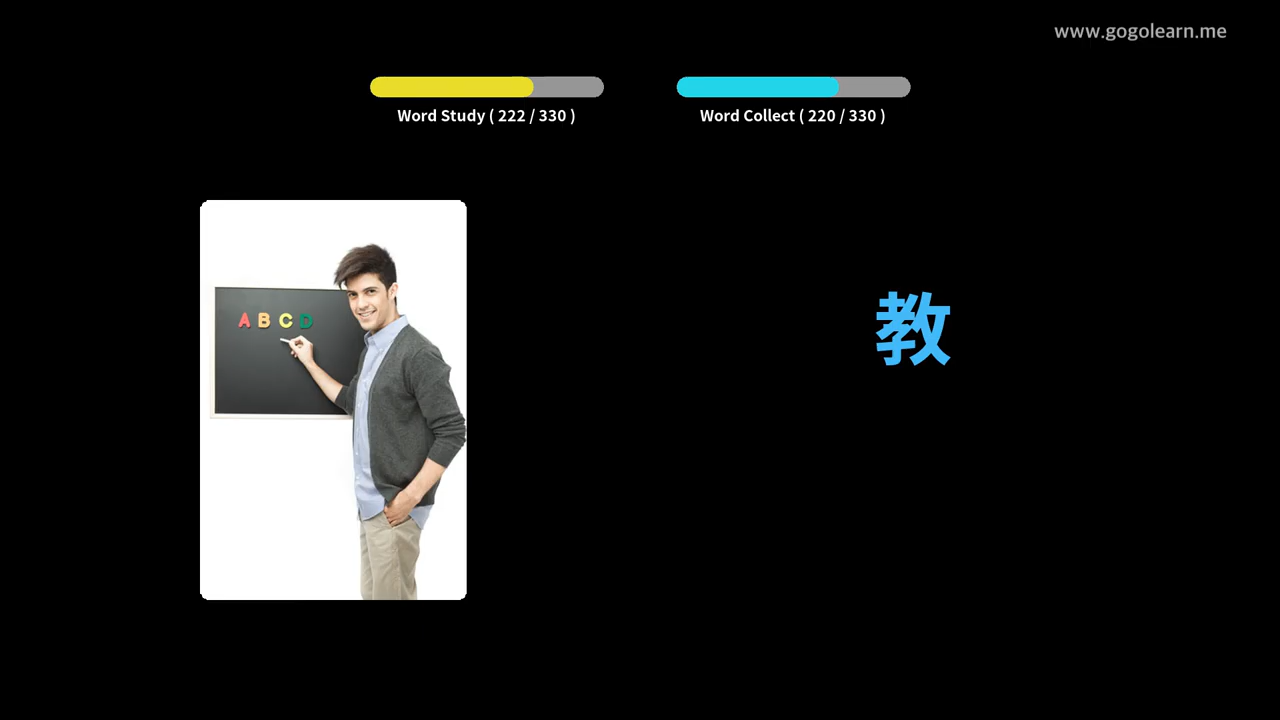 www.gogolearn.me
Word Study ( 222 / 330 )
Word Collect ( 220 / 330 )
A B C D
教